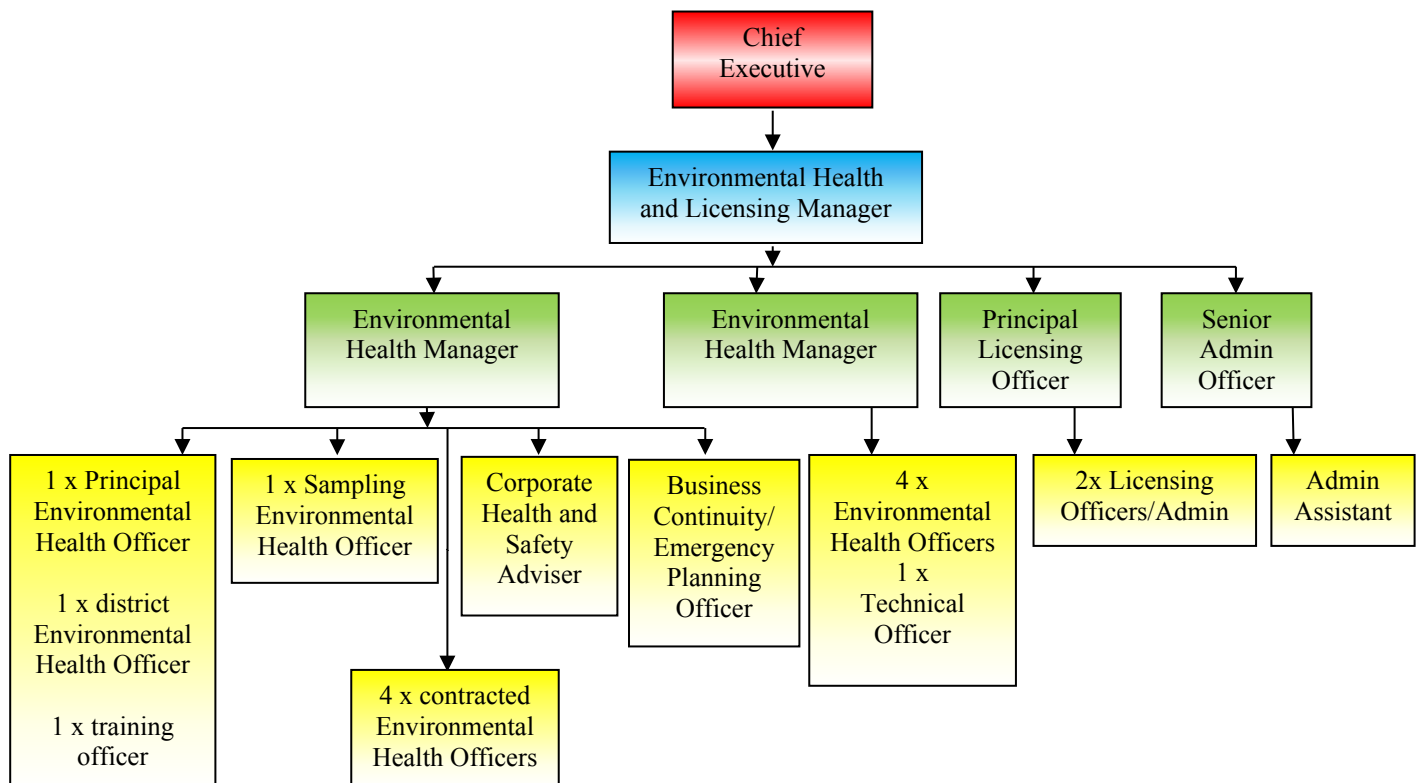 Chief
Executive
Environmental Health
and Licensing Manager
Environmental
Health Manager
Environmental
Health Manager
Principal
Licensing
Officer
Senior
Admin
Officer
1 x Principal
Environmental
Health Officer
1 x district
Environmental
Health Officer
1 x training
officer
1 x Sampling
Environmental
Health Officer
4 x contracted
Environmental
Health Officers
Corporate
Health and
Safety
Adviser
Business
Continuity/
Emergency
Planning
Officer
4 x
Environmental
Health Officers
1 x
Technical
Officer
2x Licensing
Officers/Admin
Admin
Assistant